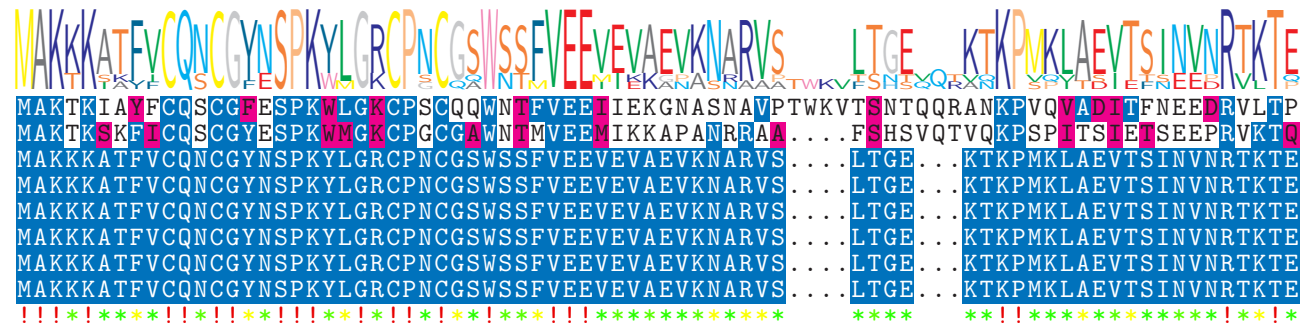 MAKKKATFVCQNCGYNSPKYLGRCPNCGSWSSFVEEVEVAEVKNARVSTWKVLTGEVQTKTKPMKLAEVTSINVNRTKTE
MAKTKIAYFCQSCGFESPKWLGKCPSCQQWNTFVEEIIEKGNASNAVPTWKVTSNTQQRANKPVQVADITFNEEDRVLTP
MAKTKSKFICQSCGYESPKWMGKCPGCGAWNTMVEEMIKKAPANRRAA....FSHSVQTVQKPSPITSIETSEEPRVKTQ
MAKKKATFVCQNCGYNSPKYLGRCPNCGSWSSFVEEVEVAEVKNARVS....LTGE...KTKPMKLAEVTSINVNRTKTE
MAKKKATFVCQNCGYNSPKYLGRCPNCGSWSSFVEEVEVAEVKNARVS....LTGE...KTKPMKLAEVTSINVNRTKTE
MAKKKATFVCQNCGYNSPKYLGRCPNCGSWSSFVEEVEVAEVKNARVS....LTGE...KTKPMKLAEVTSINVNRTKTE
MAKKKATFVCQNCGYNSPKYLGRCPNCGSWSSFVEEVEVAEVKNARVS....LTGE...KTKPMKLAEVTSINVNRTKTE
MAKKKATFVCQNCGYNSPKYLGRCPNCGSWSSFVEEVEVAEVKNARVS....LTGE...KTKPMKLAEVTSINVNRTKTE
MAKKKATFVCQNCGYNSPKYLGRCPNCGSWSSFVEEVEVAEVKNARVS....LTGE...KTKPMKLAEVTSINVNRTKTE
!!!*!****!!*!!**!!!**!*!!*!**!***!!!************    ****   **!!************!**!*